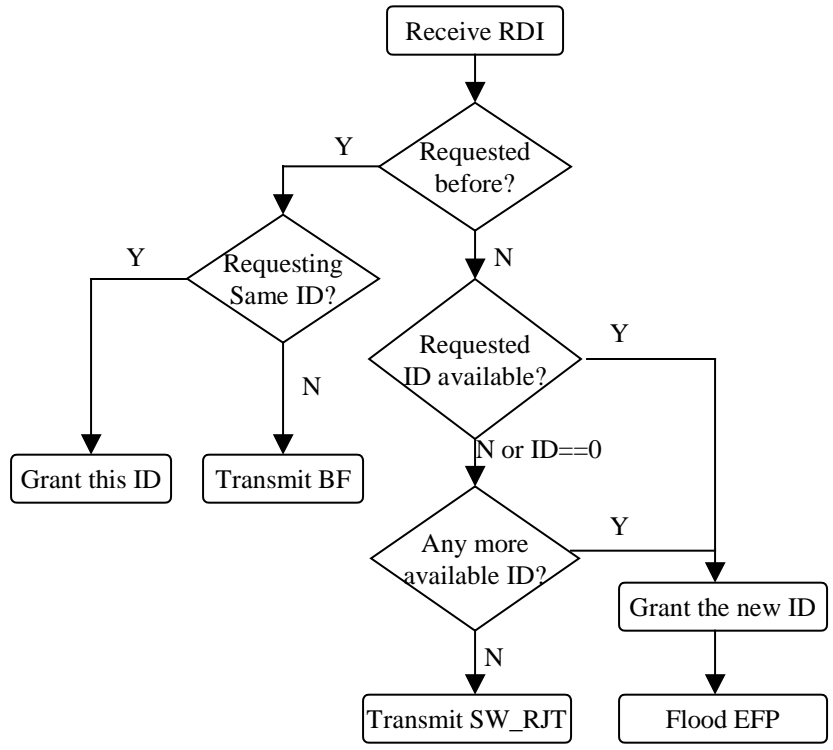 Receive RDI
Y
Requested
before?
Y
Requesting
Same ID?
N
N
Requested
ID available?
Y
N or ID==0
Grant this ID
Transmit BF
Any more
available ID?
Y
Grant the new ID
N
Transmit SW_RJT
Flood EFP